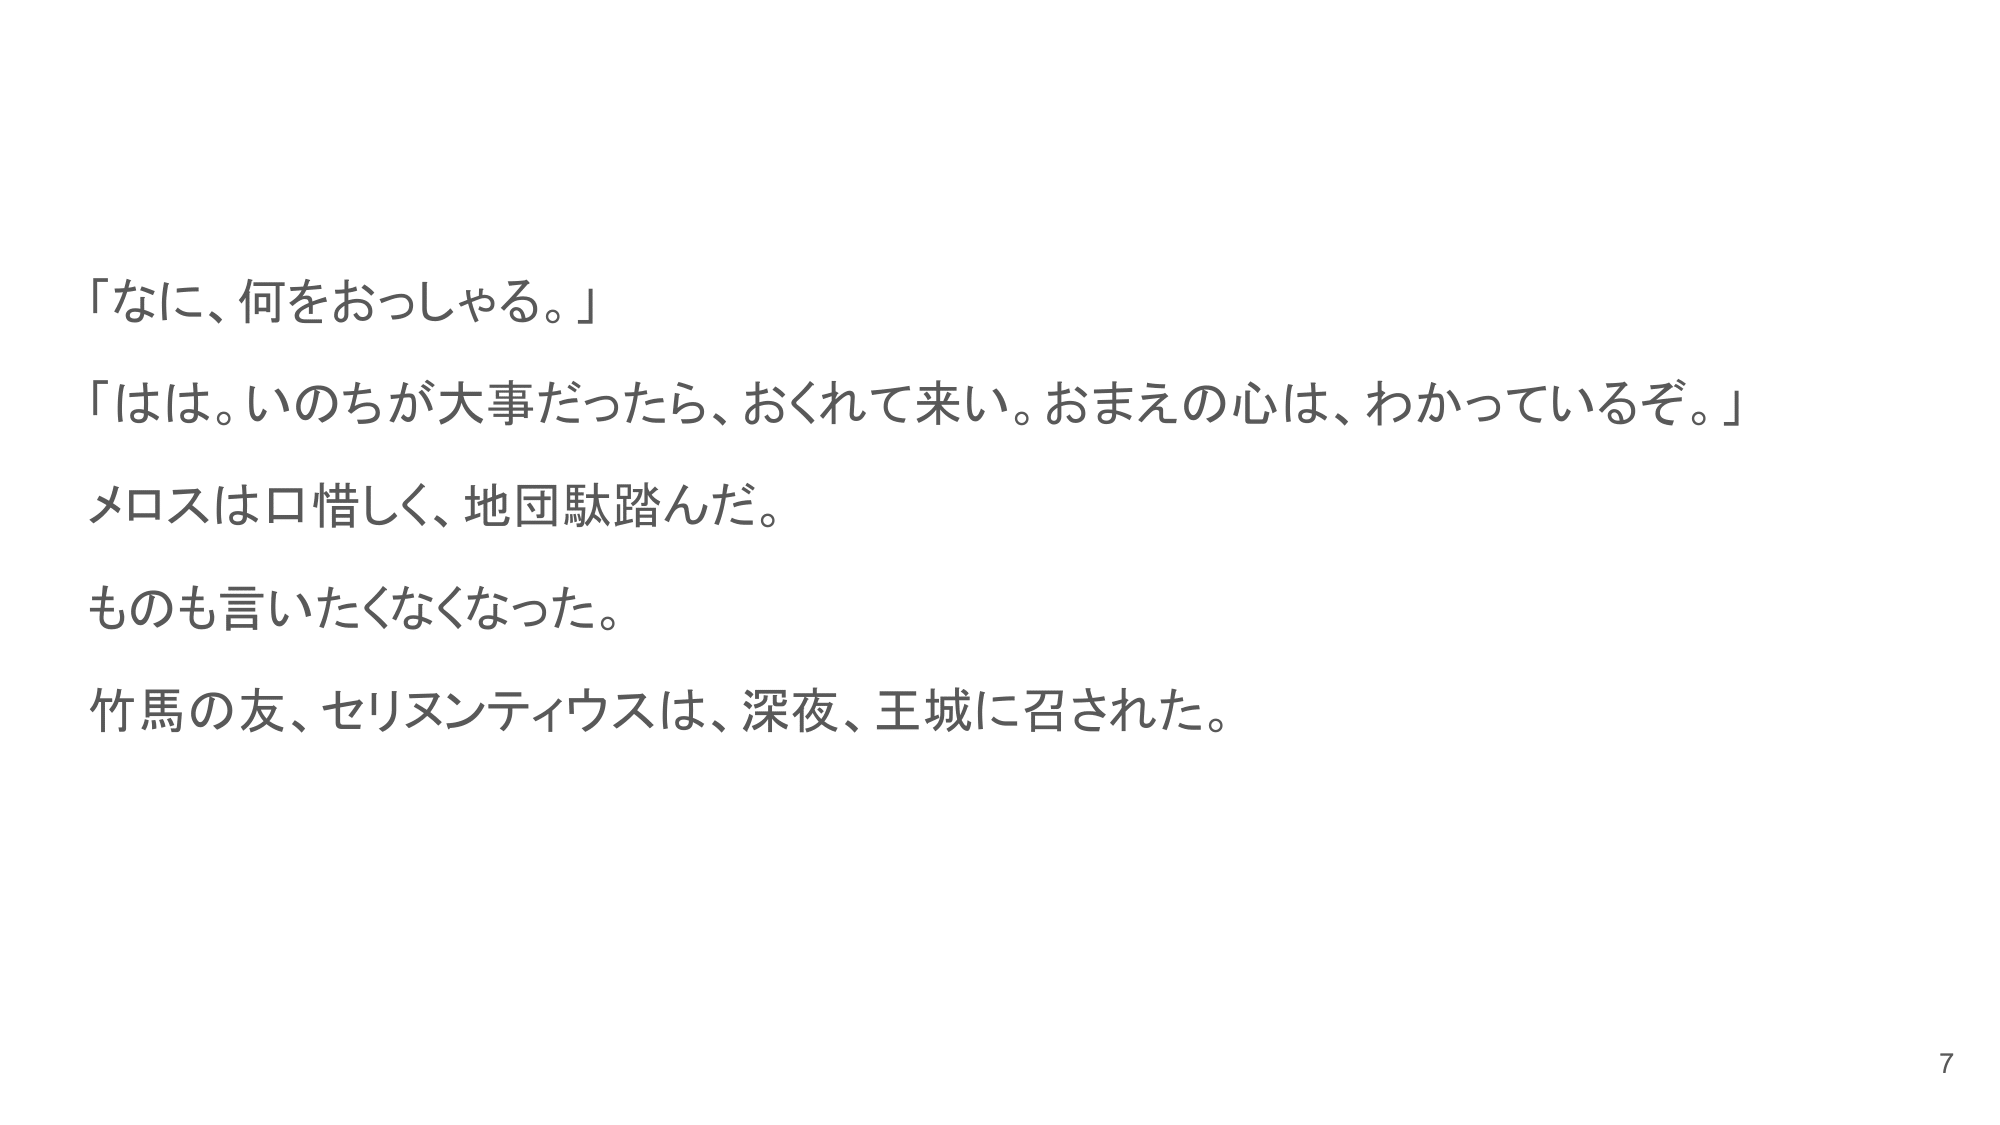 「なに、何をおっしゃる。」
「はは。いのちが大事だったら、おくれて来い。おまえの心は、わかっているぞ。」
メロスは口惜しく、地団駄踏んだ。
ものも言いたくなくなった。
竹馬の友、セリヌンティウスは、深夜、王城に召された。
7